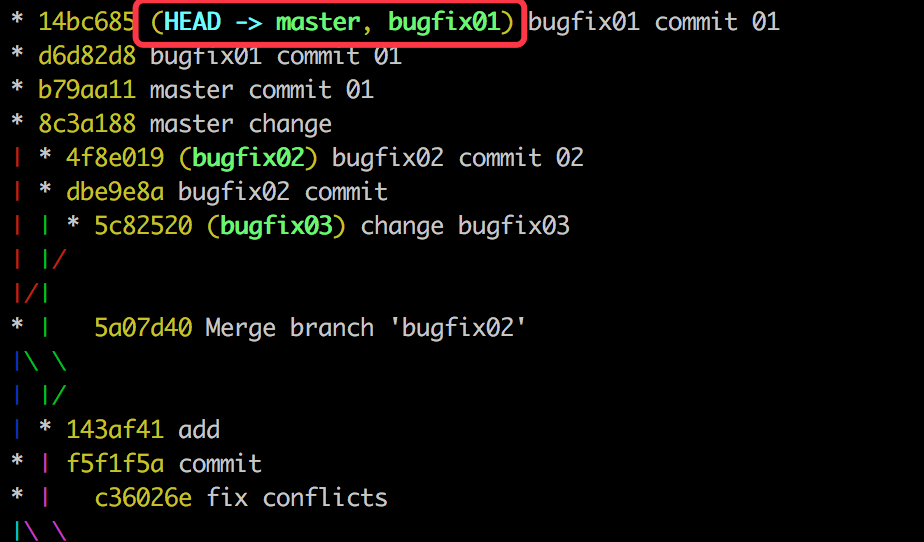 * 14bc685 (HEAD -> master, bugfix01) bugfix01 commit 01
* d6d82d8 bugfix01 commit 01
* b79aa11 master commit 01
* 8c3a188 master change
| * 4f8e019 (bugfix02) bugfix02 commit 02
| * dbe9e8a bugfix02 commit
| | * 5c82520 (bugfix03) change bugfix03
| |/
|/|
* |   5a07d40 Merge branch 'bugfix02'
|\ \
| |/
| * 143af41 add
* | f5f1f5a commit
* |   c36026e fix conflicts
|\ \